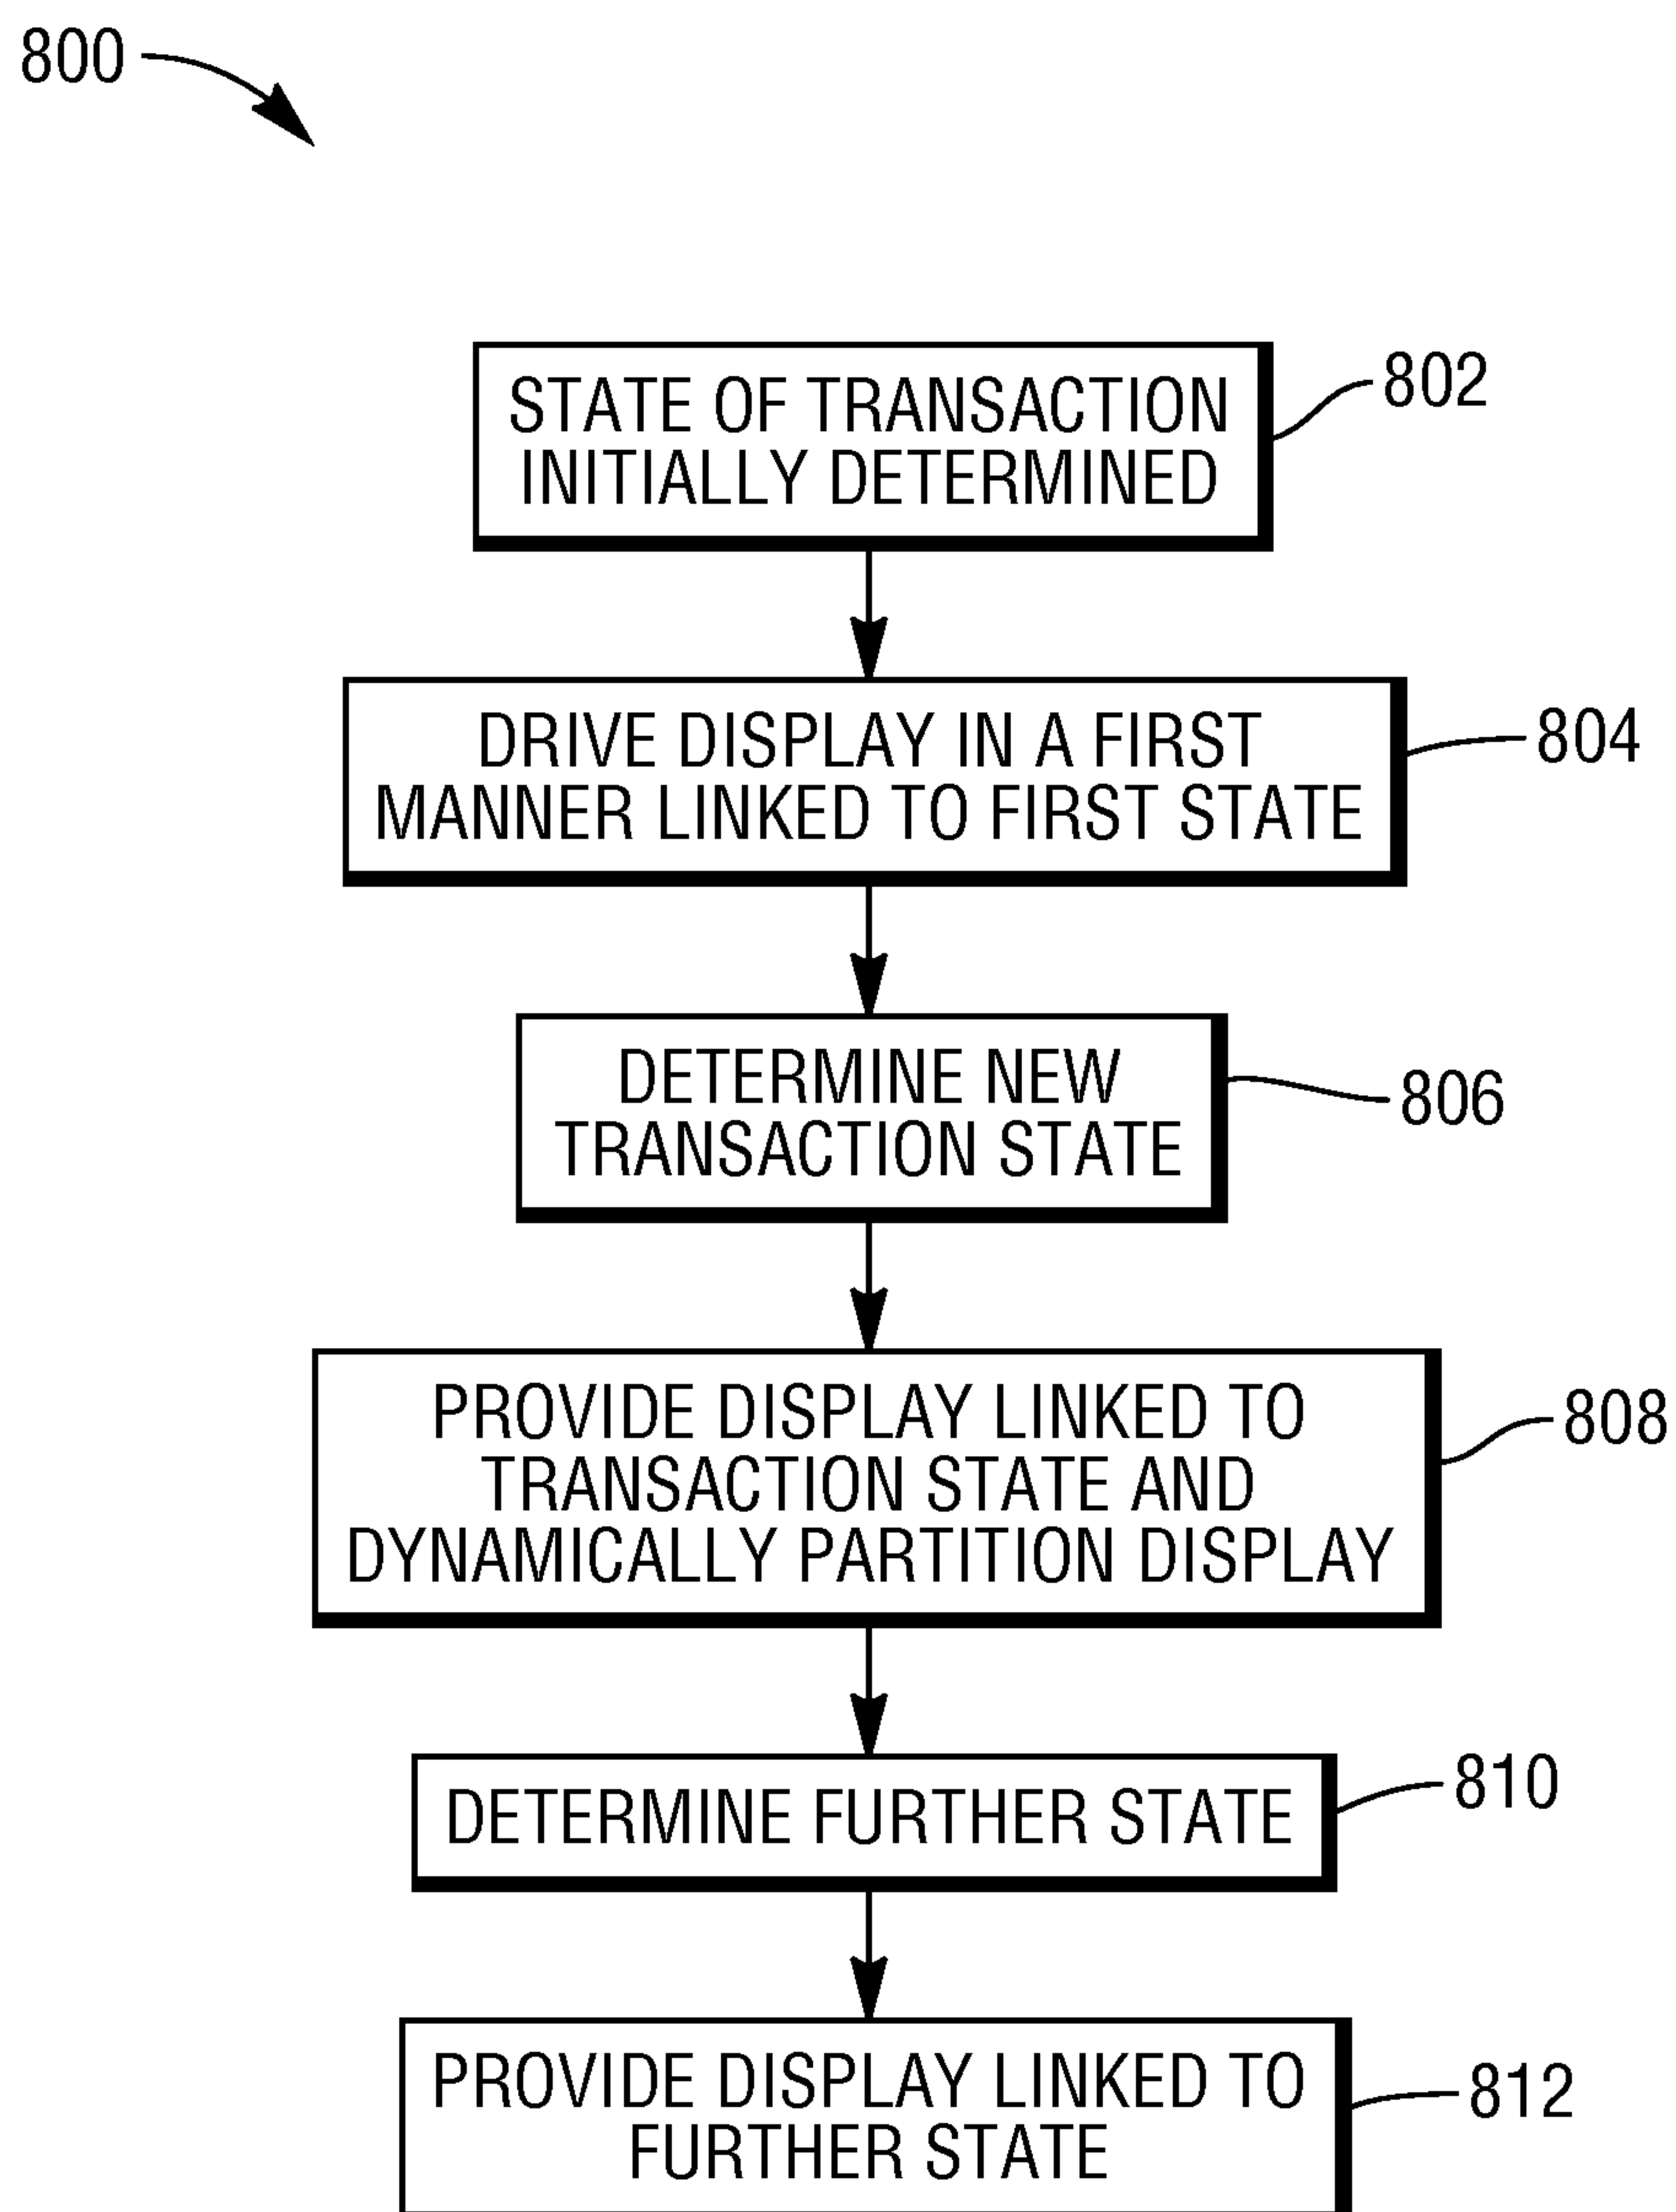 800
STATE OF TRANSACTION
INITIALLY DETERMINED
802
DRIVE DISPLAY IN A FIRST
MANNER LINKED TO FIRST STATE
804
DETERMINE NEW
TRANSACTION STATE
806
PROVIDE DISPLAY LINKED TO
TRANSACTION STATE AND
DYNAMICALLY PARTITION DISPLAY
808
DETERMINE FURTHER STATE
810
PROVIDE DISPLAY LINKED TO
FURTHER STATE
812